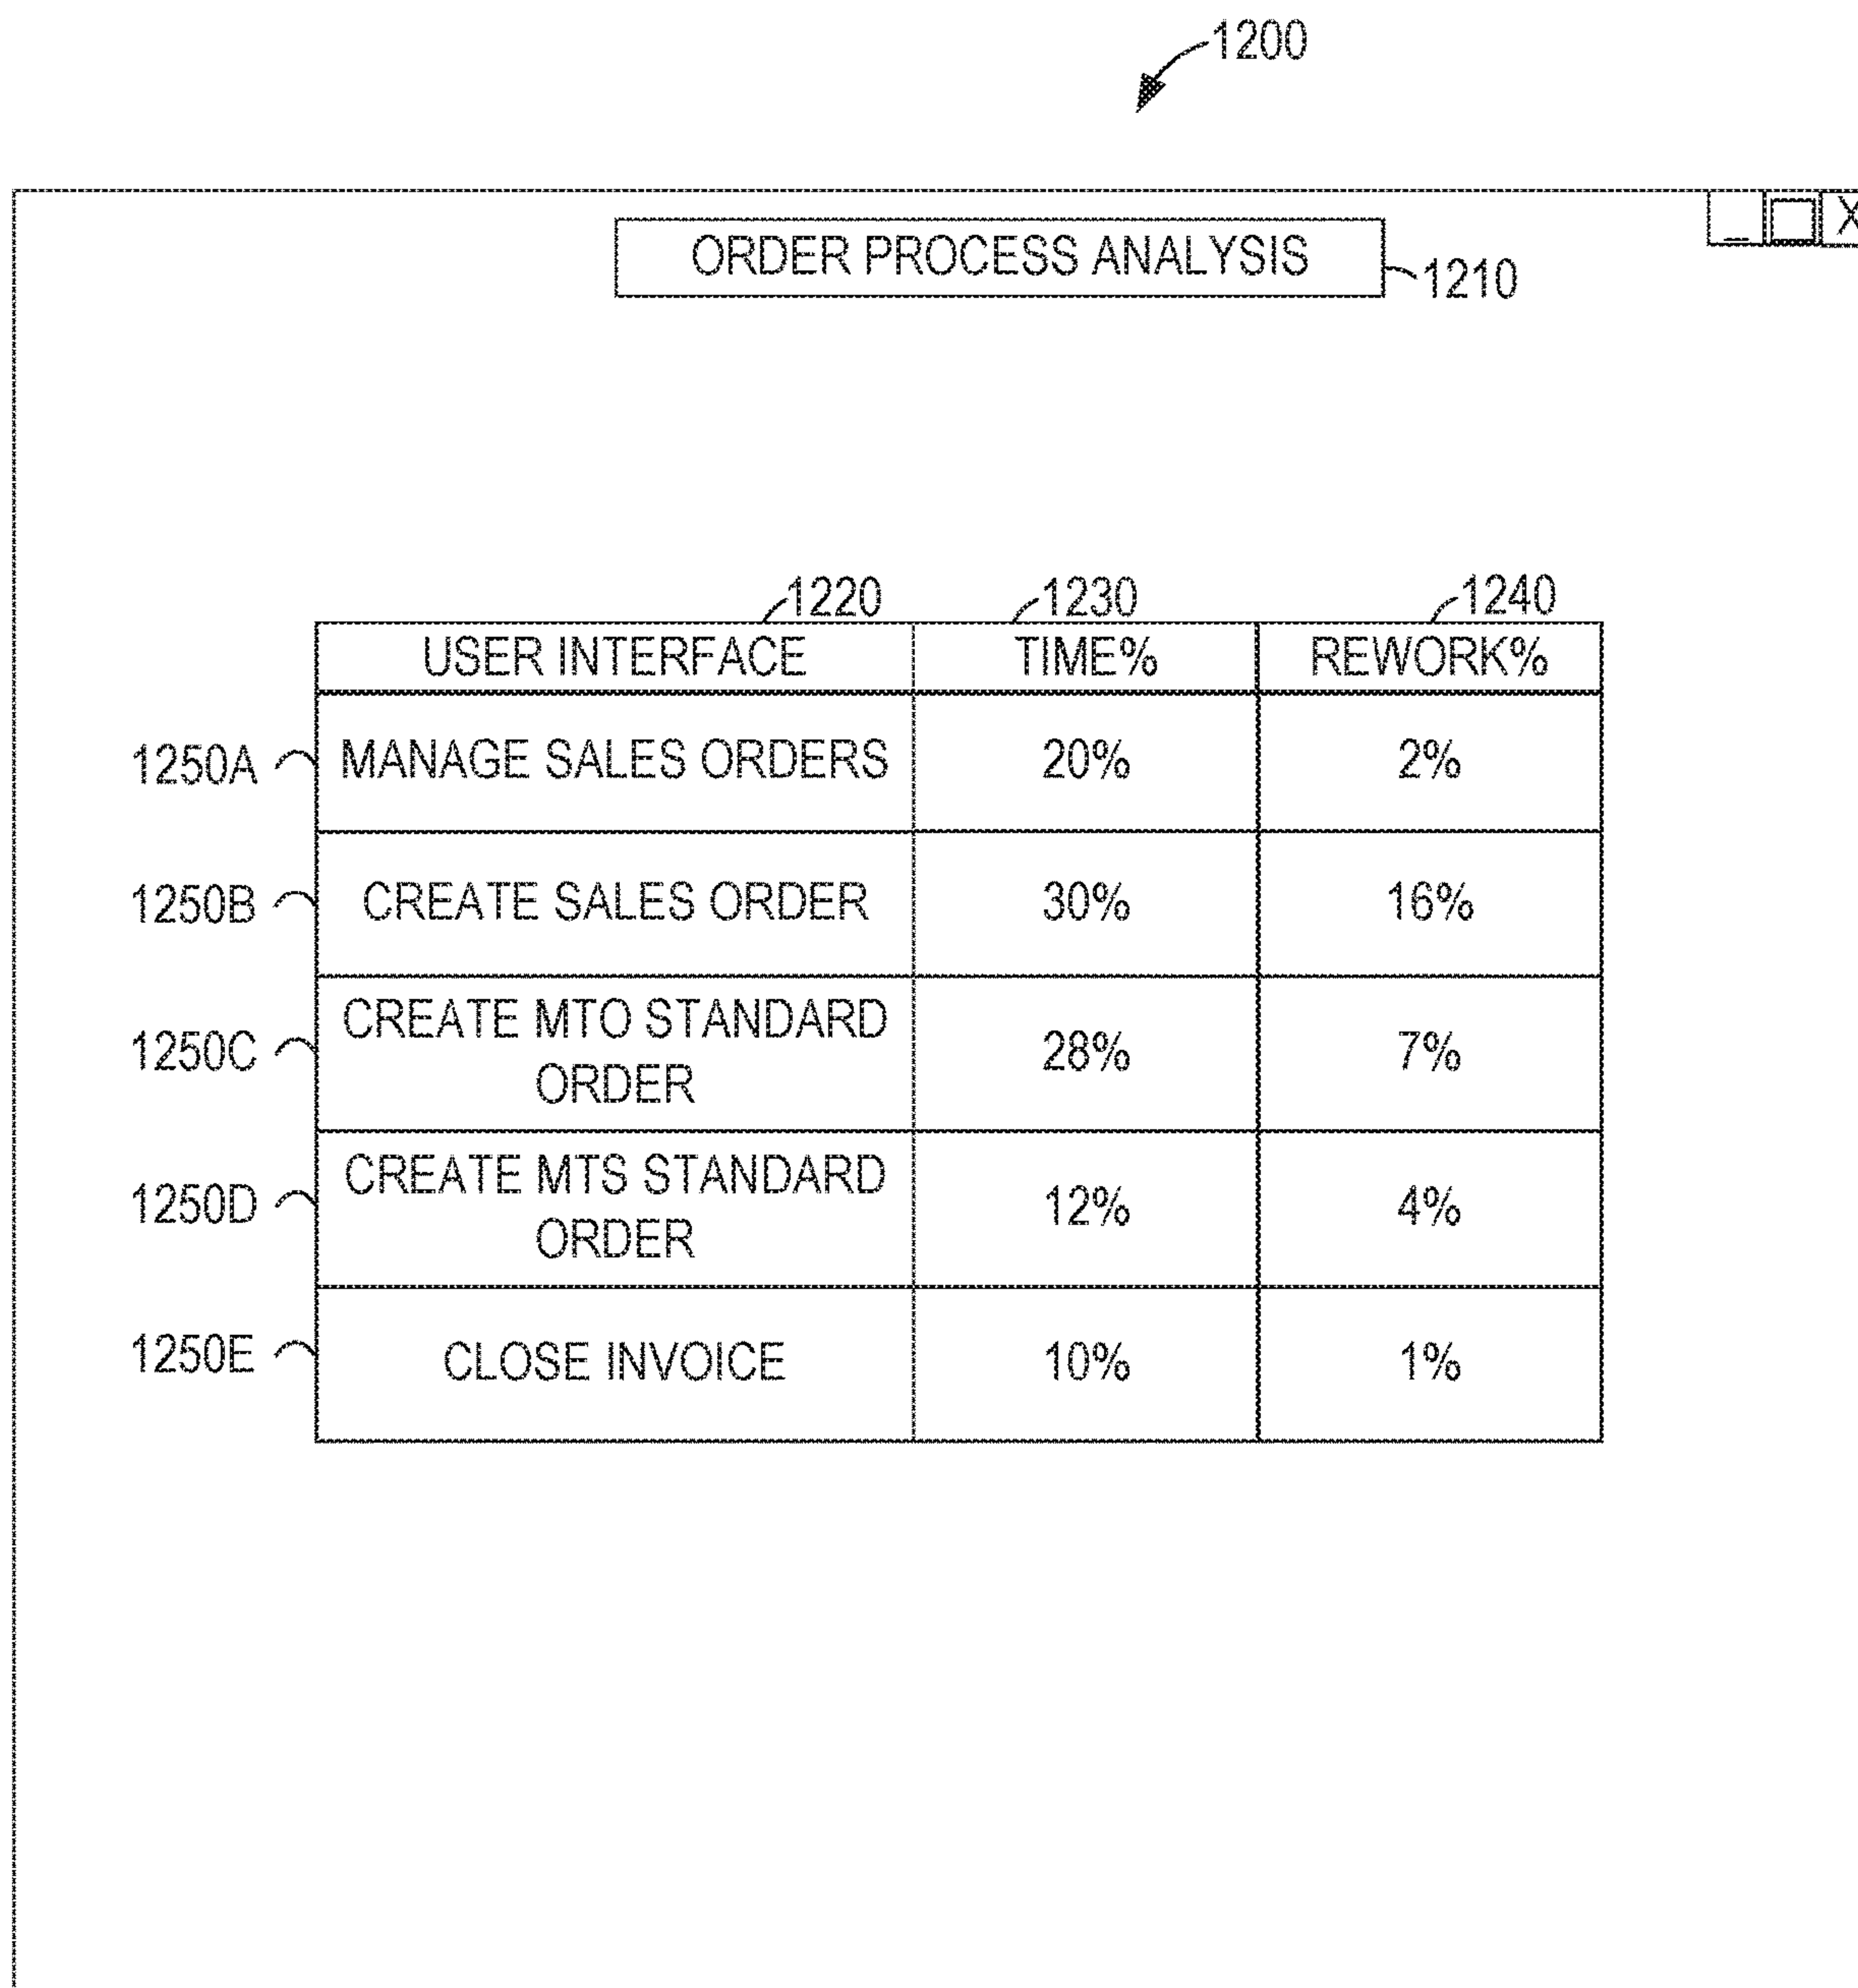 1200
_ X
ORDER PROCESS ANALYSIS
1210
1220 1230 1240
USER INTERFACE TIME% REWORK%
1250A MANAGE SALES ORDERS 20% 2%
1250B CREATE SALES ORDER 30% 16%
CREATE MTO STANDARD
1250C 28% 7%
ORDER
CREATE MTS STANDARD
1250D 12% 4%
ORDER
1250E CLOSE INVOICE 10% 1%